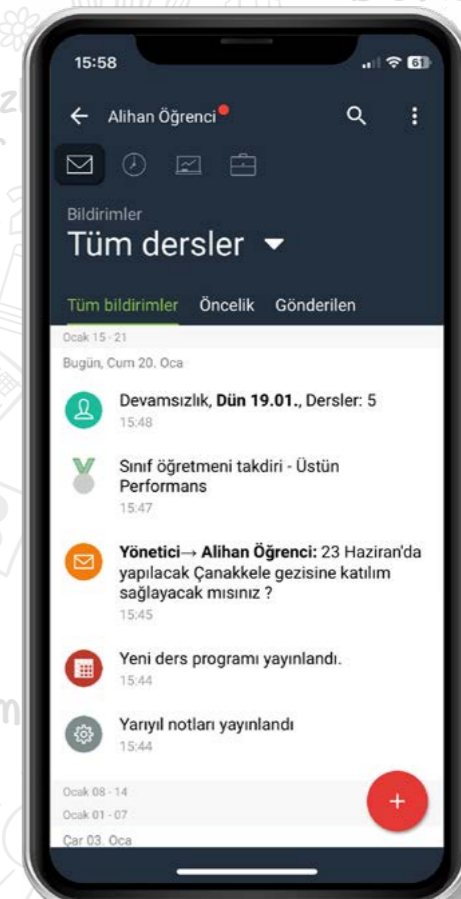 15:58
61
Alihan Öğrenci
Bildirimler
Tüm dersler
Tüm bildirimler Öncelik Gönderilen
Ocak 15 - 21
Bugün, Cum 20. Oca
Devamsızlık, Dün 19.01., Dersler: 5
15:48
Sınıf öğretmeni takdiri - Üstün
Performans
15:47
Yönetici→ Alihan Öğrenci: 23 Haziran'da
yapılacak Çanakkele gezisine katılım
sağlayacak mısınız ?
15:45
Yeni ders programı yayınlandı.
15:44
Yarıyıl notları yayınlandı
15:44
Ocak 08 - 14
Ocak 01 - 07
Çar 03. Oca